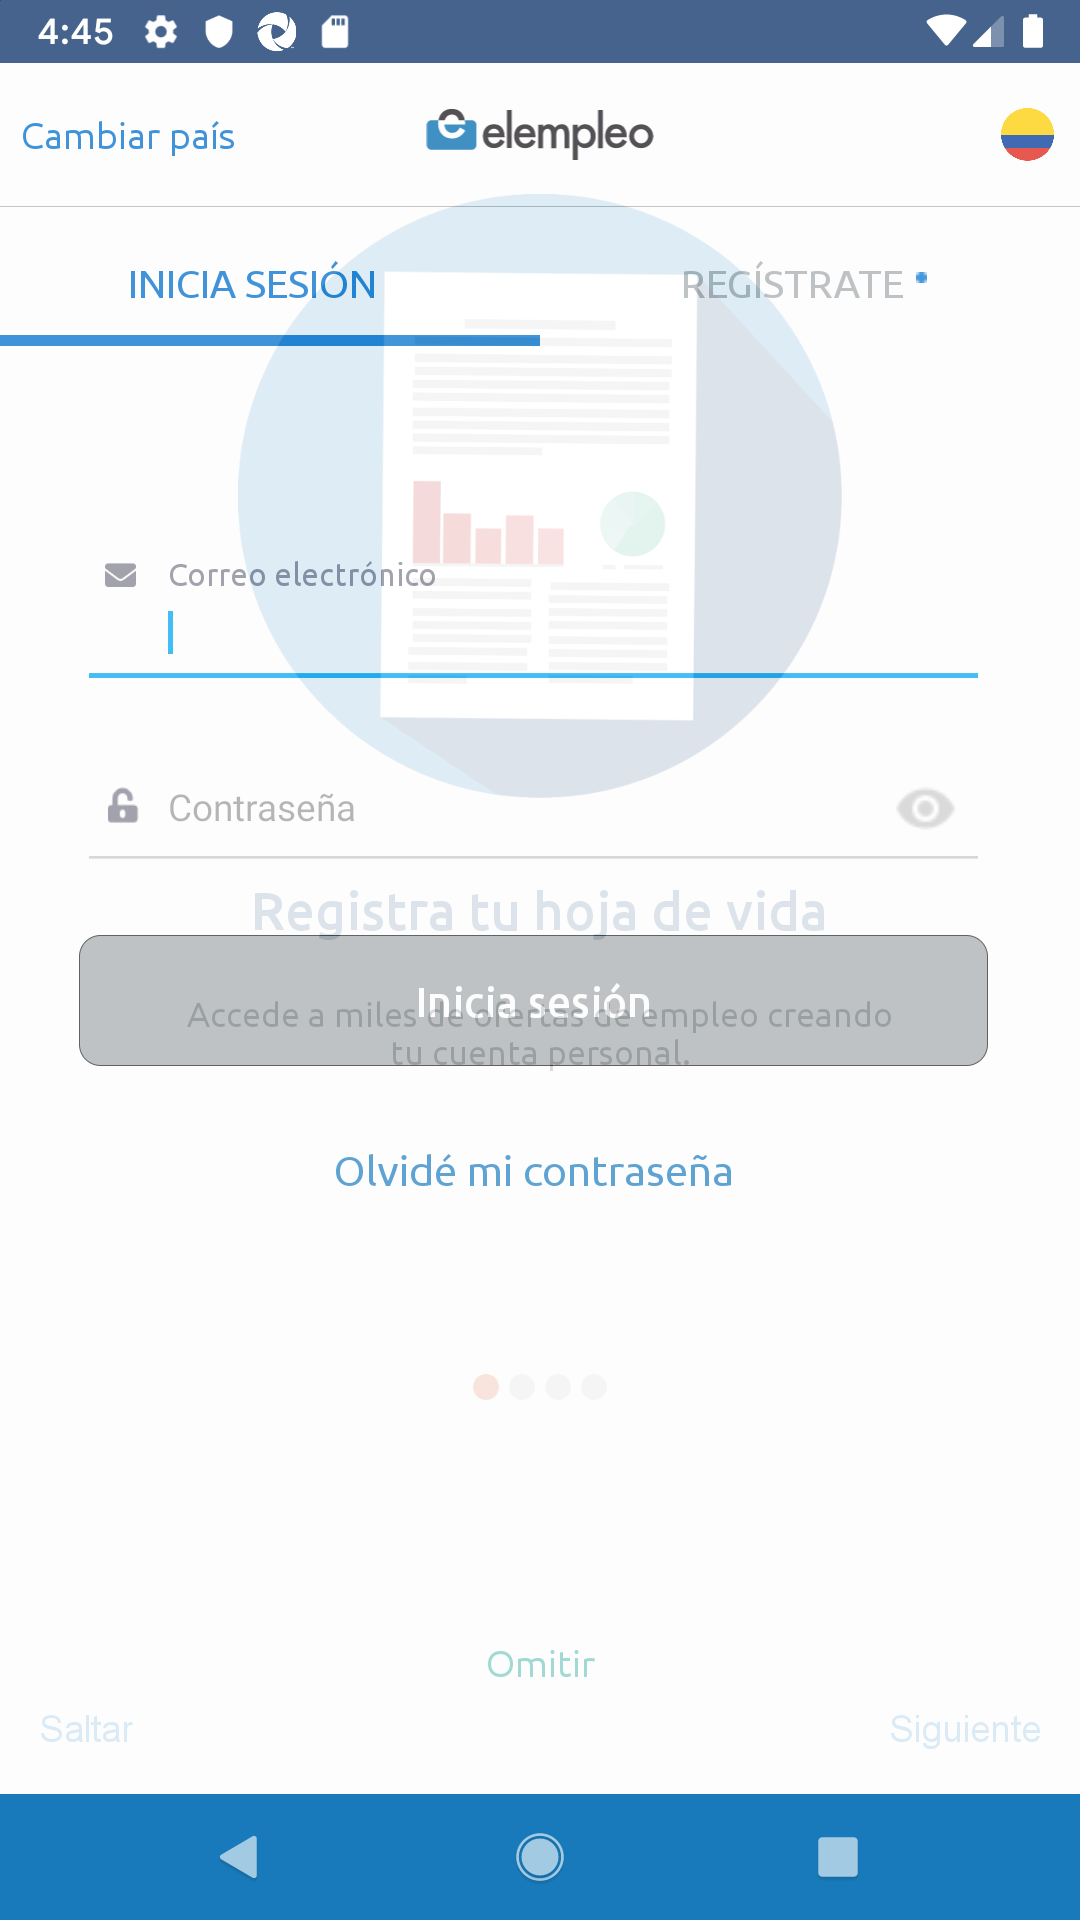 4:45
Cambiar país
elempleo
INICIA SESIÓN
REGÍSTRATE
Correo electrónico
Contraseña
Registra tu hoja de vida
Inicia sesión
Accede a miles de ofertas de empleo creando
tu cuenta personal.
Olvidé mi contraseña
Omitir
Saltar
Siguiente